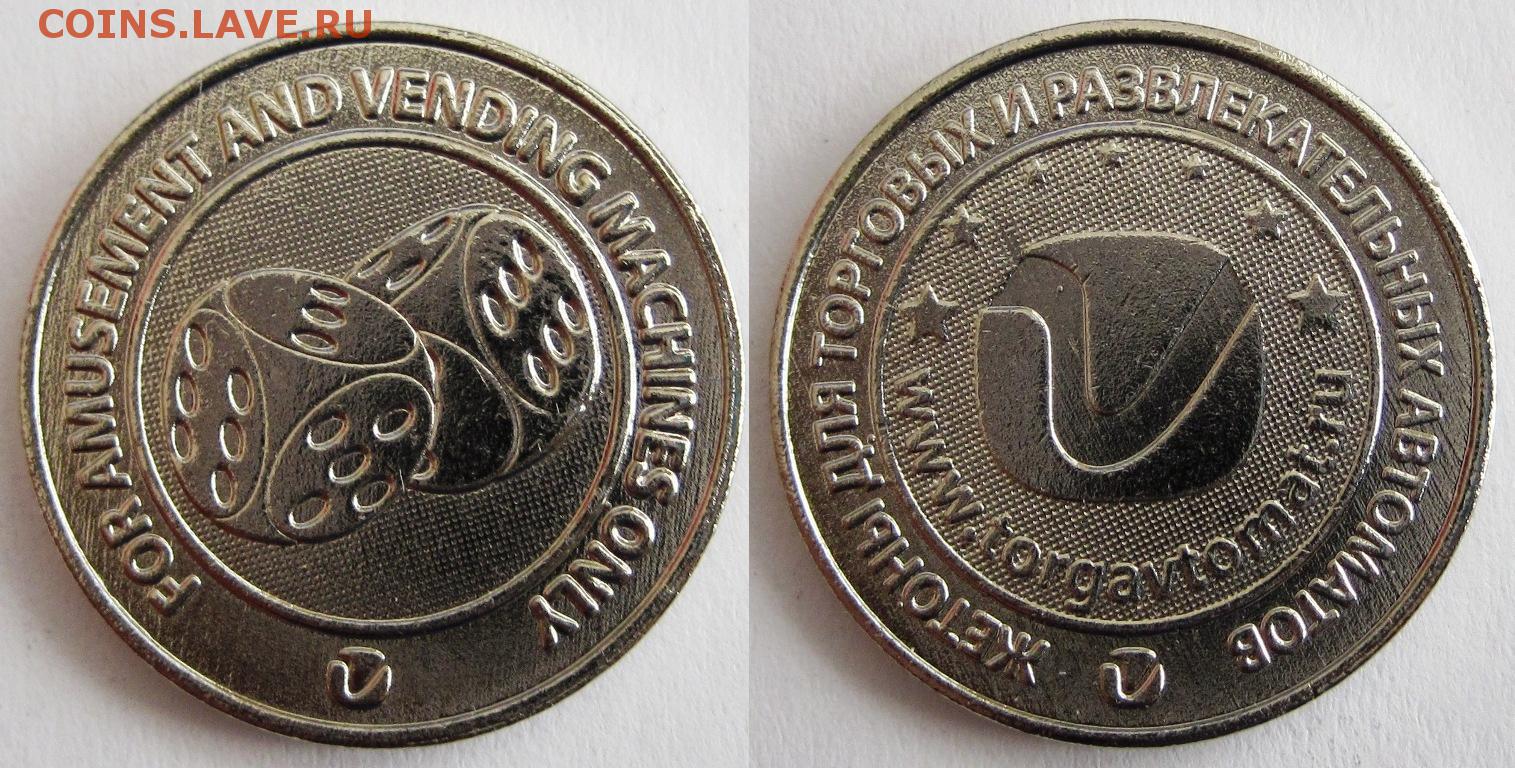 COINS.LAVE.RU
FOR AMUSEMENT AND VENDING MACHINES ONLY
ЖЕТОНЫ ДЛЯ ТОРГОВЫХ И РАЗВЛЕКАТЕЛЬНЫХ АВТОМАТОВ
www.torgavtomat.ru